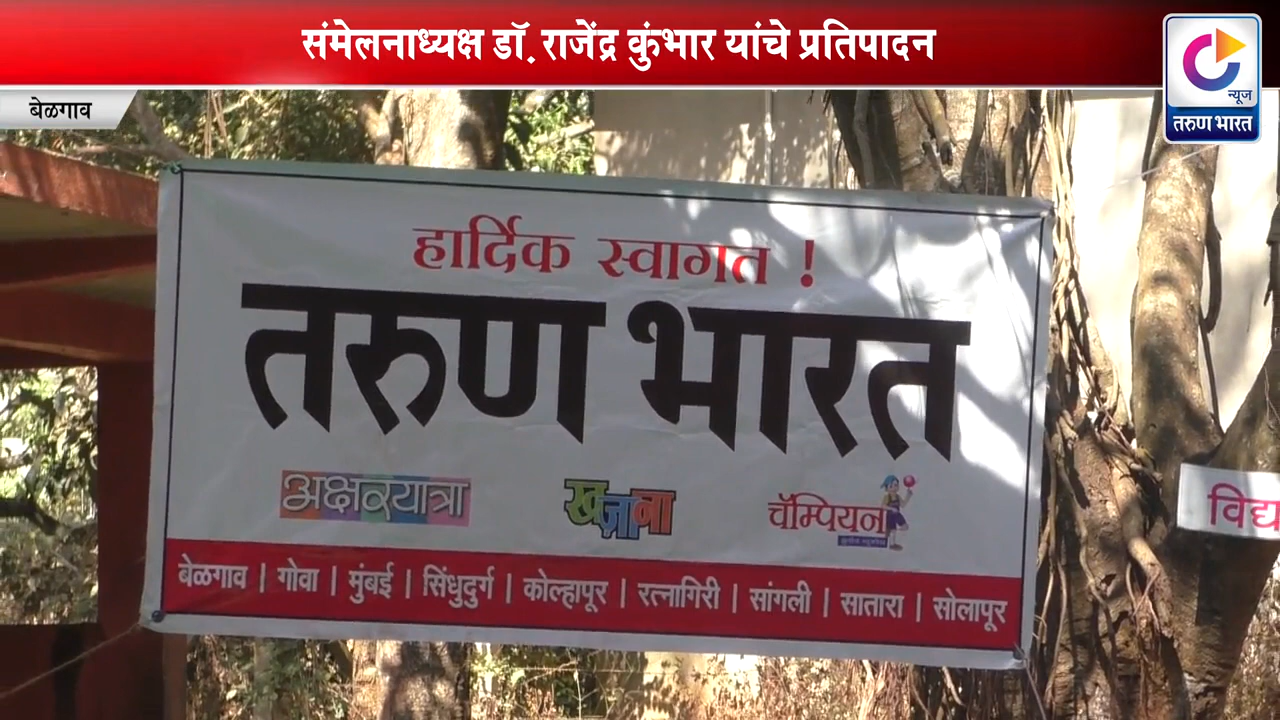 संमेलनाध्यक्ष डॉ. राजेंद्र कुंभार यांचे प्रतिपादन
बेळगाव
न्यूज
तरुण भारत
हार्दिक स्वागत !
तरुण भारत
अक्षरयात्रा
खज़ाना
चॅम्पियन
बेळगाव | गोवा | मुंबई | सिंधुदुर्ग | कोल्हापूर | रत्नागिरी | सांगली | सातारा | सोलापूर
विद्य